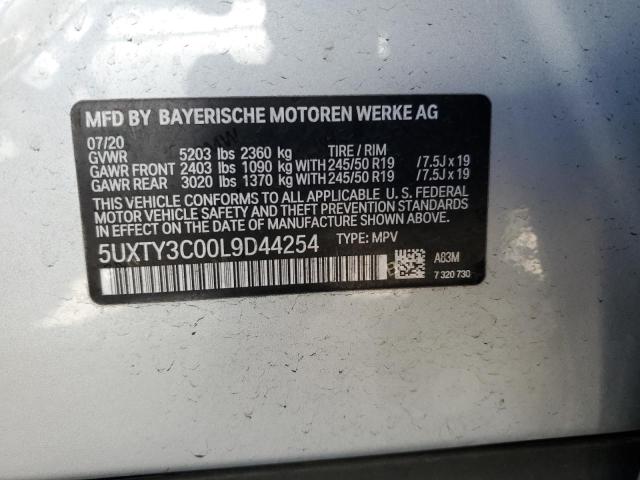 MFD BY BAYERISCHE MOTOREN WERKE AG
07/20
GVWR 5203 lbs 2360 kg TIRE / RIM
GAWR FRONT 2403 lbs 1090 kg WITH 245/50 R19 / 7.5J x 19
GAWR REAR 3020 lbs 1370 kg WITH 245/50 R19 / 7.5J x 19
THIS VEHICLE CONFORMS TO ALL APPLICABLE U. S. FEDERAL
MOTOR VEHICLE SAFETY AND THEFT PREVENTION STANDARDS
IN EFFECT ON THE DATE OF MANUFACTURE SHOWN ABOVE.
5UXTY3C00L9D44254 TYPE: MPV
A83M
7 320 730